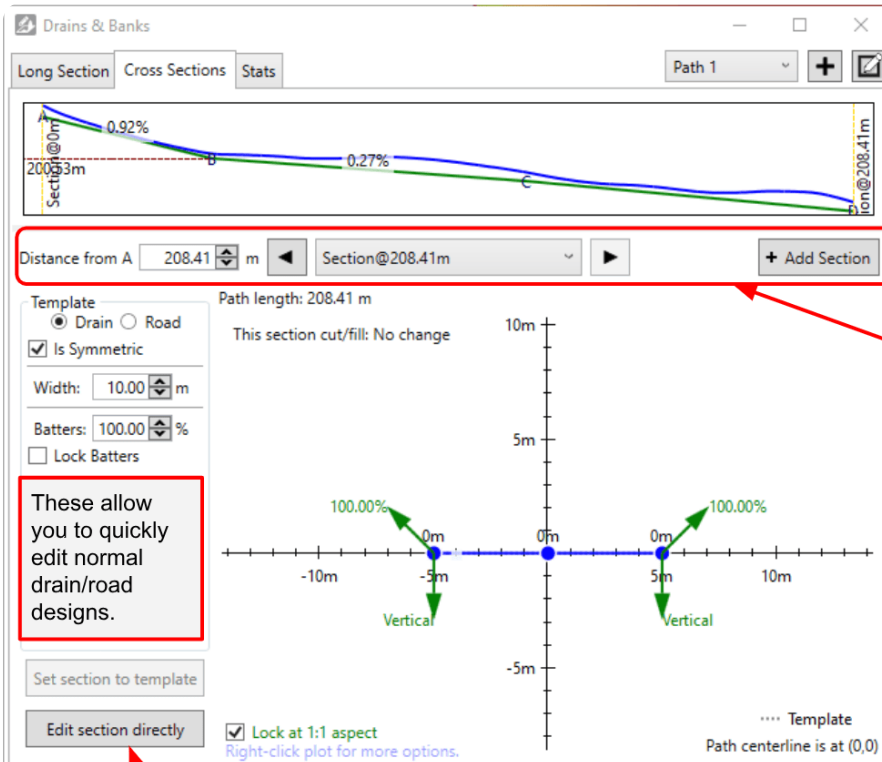 Drains & Banks
Long Section Cross Sections Stats Path 1
A
0.92%
Section@0m
200.53m
B
0.27%
C
D
ion@208.41m
Distance from A 208.41 m Section@208.41m + Add Section
Template
Drain Road
Is Symmetric
Width: 10.00 m
Batters: 100.00 %
Lock Batters
These allow
you to quickly
edit normal
drain/road
designs.
Set section to template
Edit section directly
Path length: 208.41 m
This section cut/fill: No change
10m
5m
100.00% 100.00%
0m 0m 0m
-10m -5m 5m 10m
Vertical Vertical
-5m
Lock at 1:1 aspect
Right-click plot for more options.
Template
Path centerline is at (0,0)